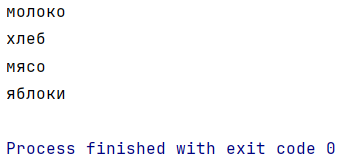 молоко
хлеб
мясо
яблоки
Process finished with exit code 0